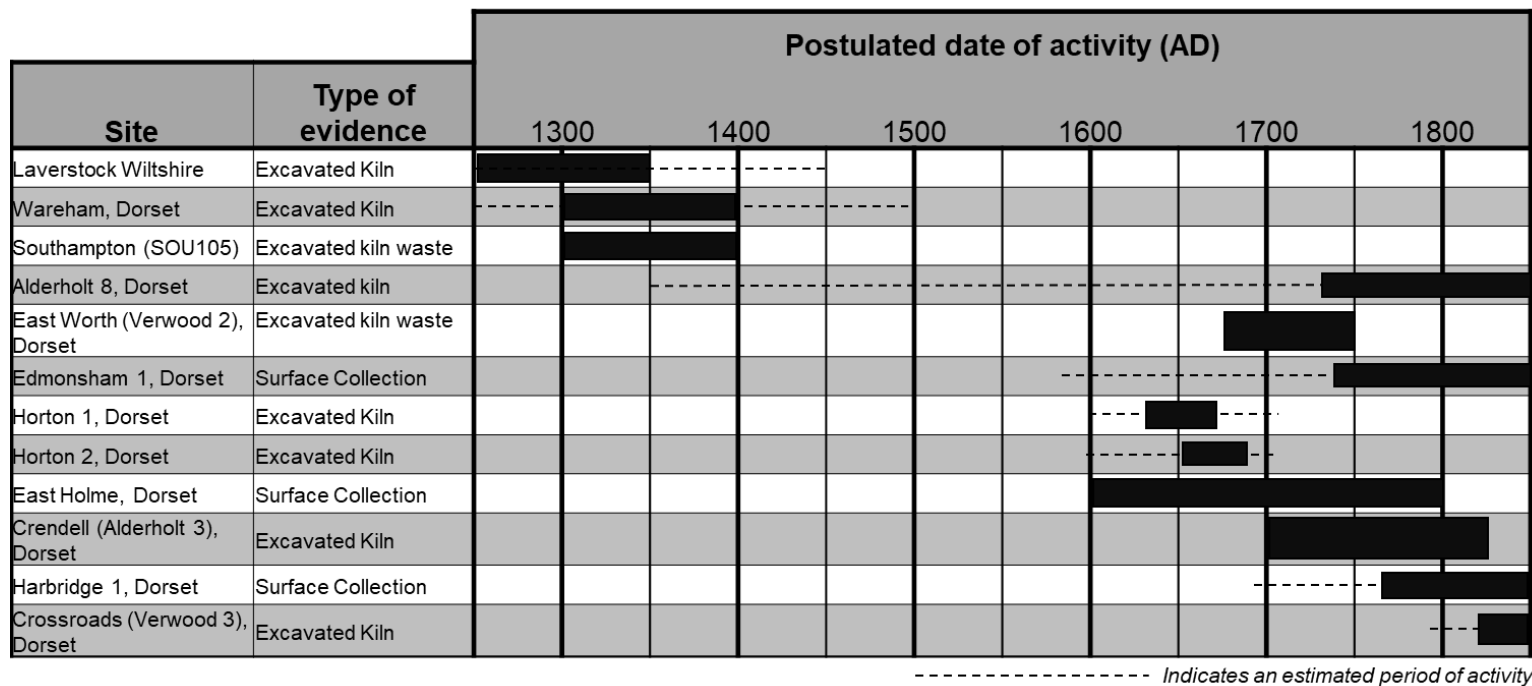 Postulated date of activity (AD)
Site
Type of
evidence
1300 1400 1500 1600 1700 1800
Laverstock Wiltshire Excavated Kiln
Wareham, Dorset Excavated Kiln
Southampton (SOU105) Excavated kiln waste
Alderholt 8, Dorset Excavated kiln
East Worth (Verwood 2),
Dorset
Excavated kiln waste
Edmonsham 1, Dorset Surface Collection
Horton 1, Dorset Excavated Kiln
Horton 2, Dorset Excavated Kiln
East Holme, Dorset Surface Collection
Crendell (Alderholt 3),
Dorset
Excavated Kiln
Harbridge 1, Dorset Surface Collection
Crossroads (Verwood 3),
Dorset
Excavated Kiln
Indicates an estimated period of activity